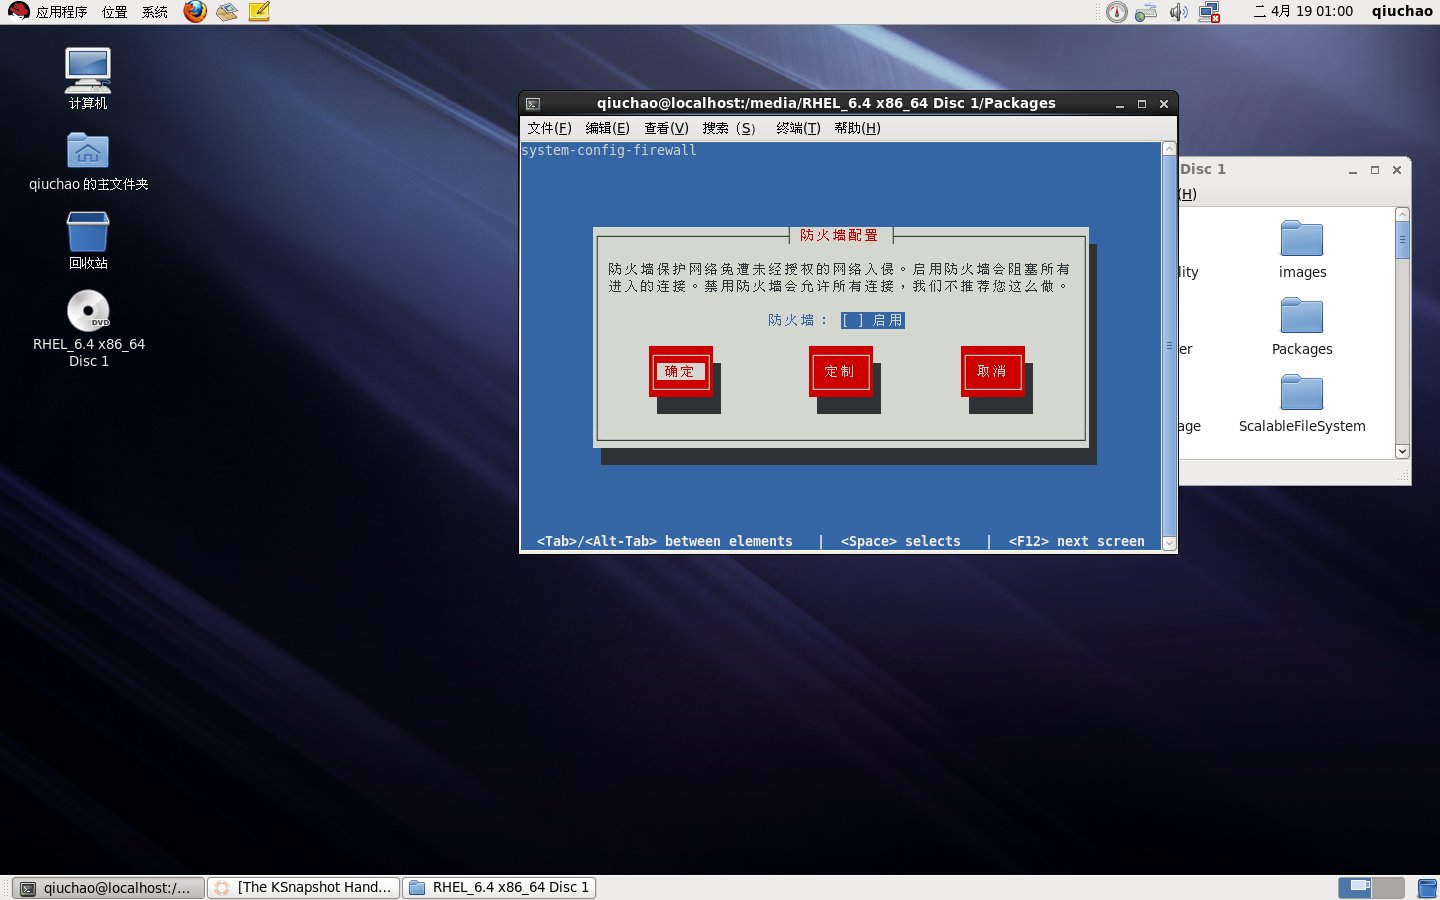 应用程序 位置 系统
二 4月 19 01:00 qiuchao
计算机
qiuchao 的主文件夹
回收站
DVD
RHEL_6.4 x86_64
Disc 1
qiuchao@localhost:/media/RHEL_6.4 x86_64 Disc 1/Packages
文件(F) 编辑(E) 查看(V) 搜索 (S) 终端(T) 帮助(H)
system-config-firewall
防火墙配置
防火墙保护网络免遭未经授权的网络入侵。启用防火墙会阻塞所有
进入的连接。禁用防火墙会允许所有连接，我们不推荐您这么做。
防火墙： [ ] 启用
确定 定制 取消
<Tab>/<Alt-Tab> between elements | <Space> selects | <F12> next screen
Disc 1
(H)
lity images
er Packages
age ScalableFileSystem
qiuchao@localhost:/... [The KSnapshot Hand... RHEL_6.4 x86_64 Disc 1